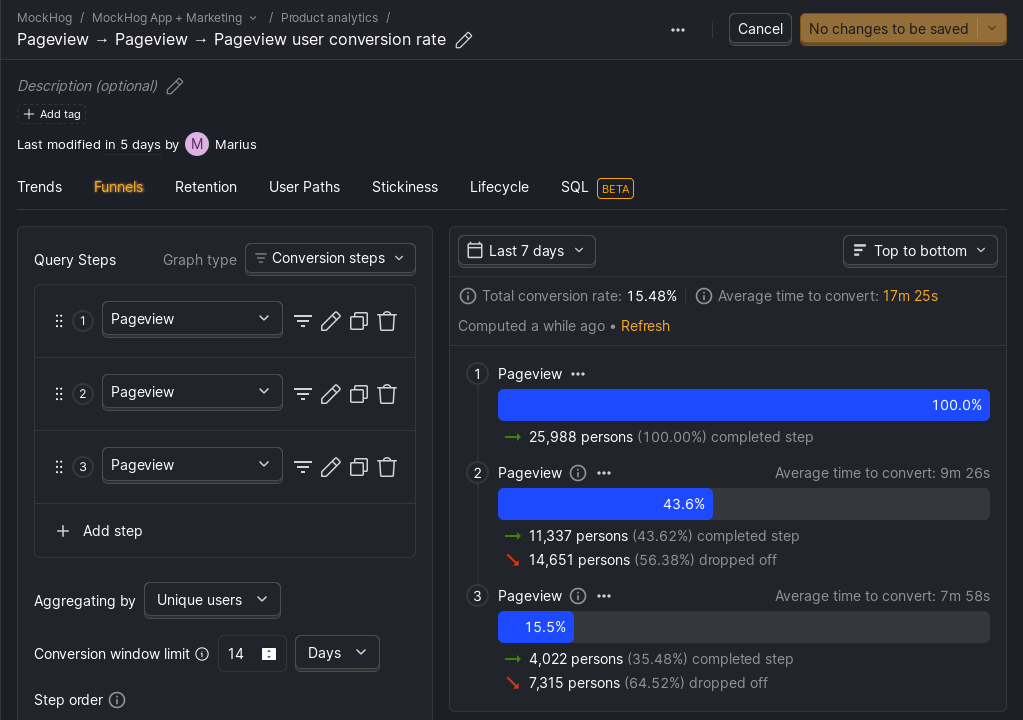 MockHog / MockHog App + Marketing / Product analytics /
Pageview → Pageview → Pageview user conversion rate
Cancel
No changes to be saved
Description (optional)
+ Add tag
Last modified in 5 days by M Marius
Trends Funnels Retention User Paths Stickiness Lifecycle SQL BETA
Query Steps Graph type Conversion steps
1 Pageview
2 Pageview
3 Pageview
+ Add step
Aggregating by Unique users
Conversion window limit 14 Days
Step order
Last 7 days Top to bottom
Total conversion rate: 15.48% Average time to convert: 17m 25s
Computed a while ago • Refresh
1 Pageview
100.0%
→ 25,988 persons (100.00%) completed step
2 Pageview Average time to convert: 9m 26s
43.6%
→ 11,337 persons (43.62%) completed step
↘ 14,651 persons (56.38%) dropped off
3 Pageview Average time to convert: 7m 58s
15.5%
→ 4,022 persons (35.48%) completed step
↘ 7,315 persons (64.52%) dropped off